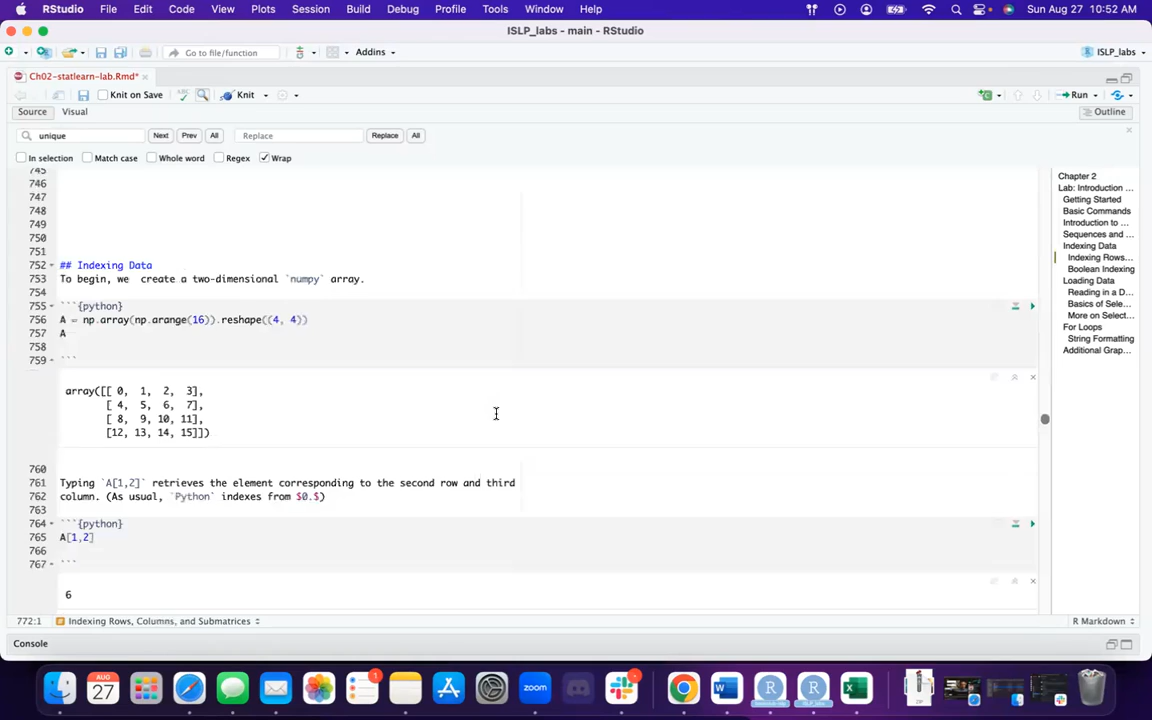 RStudio File Edit Code View Plots Session Build Debug Profile Tools Window Help Sun Aug 27 10:52 AM
ISLP_labs - main - RStudio
Go to file/function Addins ISLP_labs
Ch02-statlearn-lab.Rmd*
Knit on Save Knit Run
Source Visual Outline
unique Next Prev All Replace Replace All
In selection Match case Whole word Regex Wrap
745
746
747
748
749
750
751
752 ## Indexing Data
753 To begin, we create a two-dimensional `numpy` array.
754
755 ```{python}
756 A = np.array(np.arange(16)).reshape((4, 4))
757 A
758
759 ```
array([[ 0, 1, 2, 3],
[ 4, 5, 6, 7],
[ 8, 9, 10, 11],
[12, 13, 14, 15]])
760
761 Typing `A[1,2]` retrieves the element corresponding to the second row and third
762 column. (As usual, `Python` indexes from $0.$)
763
764 ```{python}
765 A[1,2]
766
767 ```
6
Chapter 2
Lab: Introduction ...
Getting Started
Basic Commands
Introduction to ...
Sequences and ...
Indexing Data
Indexing Rows...
Boolean Indexing
Loading Data
Reading in a D...
Basics of Sele...
More on Select...
For Loops
String Formatting
Additional Grap...
772:1 Indexing Rows, Columns, and Submatrices R Markdown
Console
AUG
27
1
zoom
ZIP